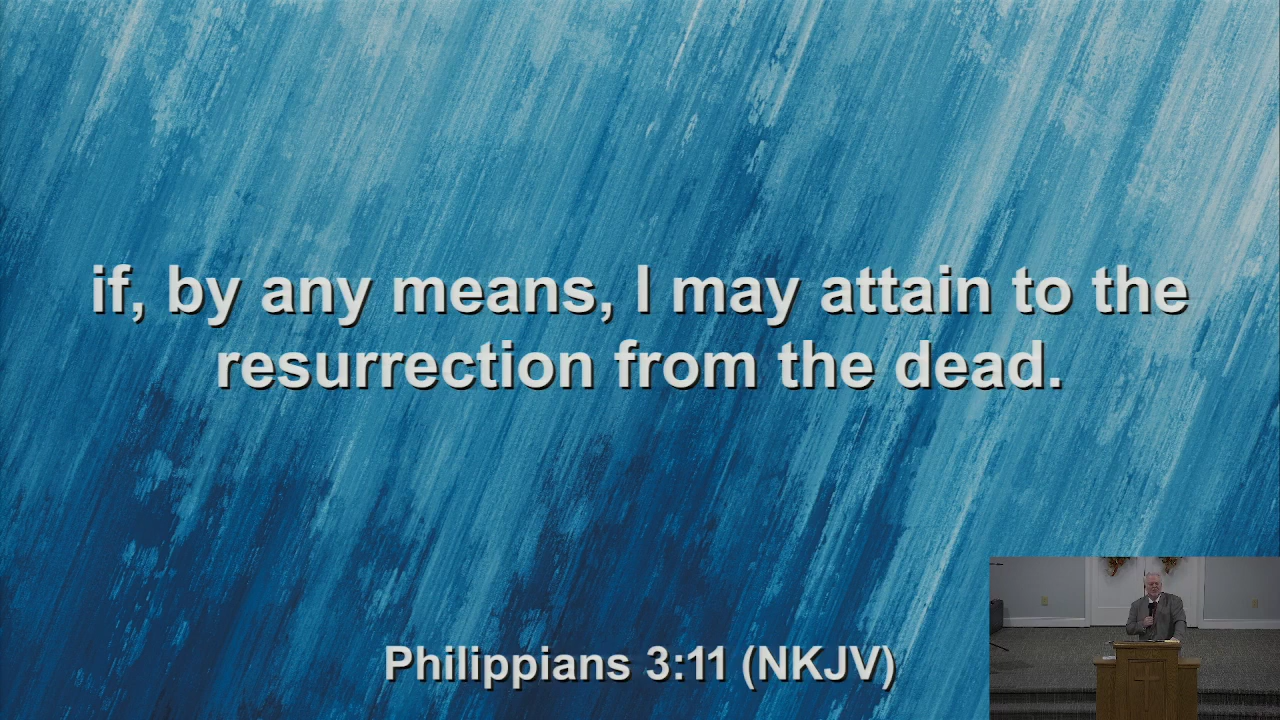 if, by any means, I may attain to the
resurrection from the dead.
Philippians 3:11 (NKJV)